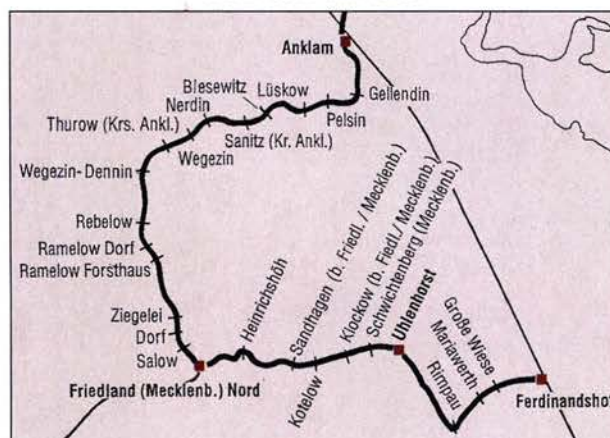 Anklam
Gellendin
Pelsin
Lüskow
Blesewitz
Sanitz (Kr. Ankl.)
Nerdin
Wegezin
Thurow (Krs. Ankl.)
Wegezin- Dennin
Rebelow
Ramelow Dorf
Ramelow Forsthaus
Ziegelei
Dorf
Salow
Friedland (Mecklenb.) Nord
Heinrichshöh
Sandhagen (b. Friedl. / Mecklenb.)
Kotelow
Klockow (b. Fiedl./ Mecklenb.)
Schwichtenberg (Mecklenb.)
Uhlenhorst
Rimpau
Mariawerth
Große Wiese
Ferdinandshof